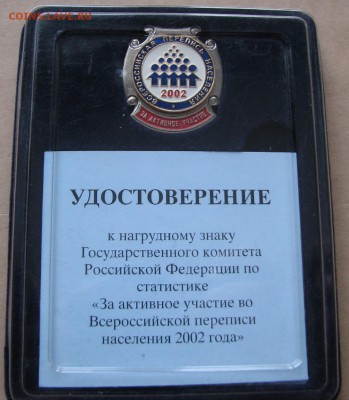 COINS.LAVE.RU
ВСЕРОССИЙСКАЯ ПЕРЕПИСЬ НАСЕЛЕНИЯ
2002
ЗА АКТИВНОЕ УЧАСТИЕ
УДОСТОВЕРЕНИЕ
к нагрудному знаку
Государственного комитета
Российской Федерации по
статистике
«За активное участие во
Всероссийской переписи
населения 2002 года»